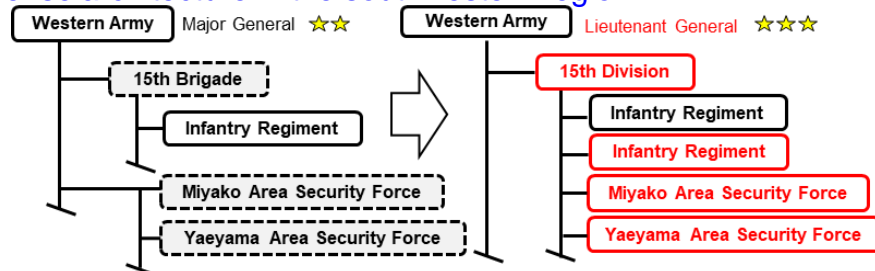 Western Army Major General
15th Brigade
Infantry Regiment
Miyako Area Security Force
Yaeyama Area Security Force
Western Army Lieutenant General
15th Division
Infantry Regiment
Infantry Regiment
Miyako Area Security Force
Yaeyama Area Security Force